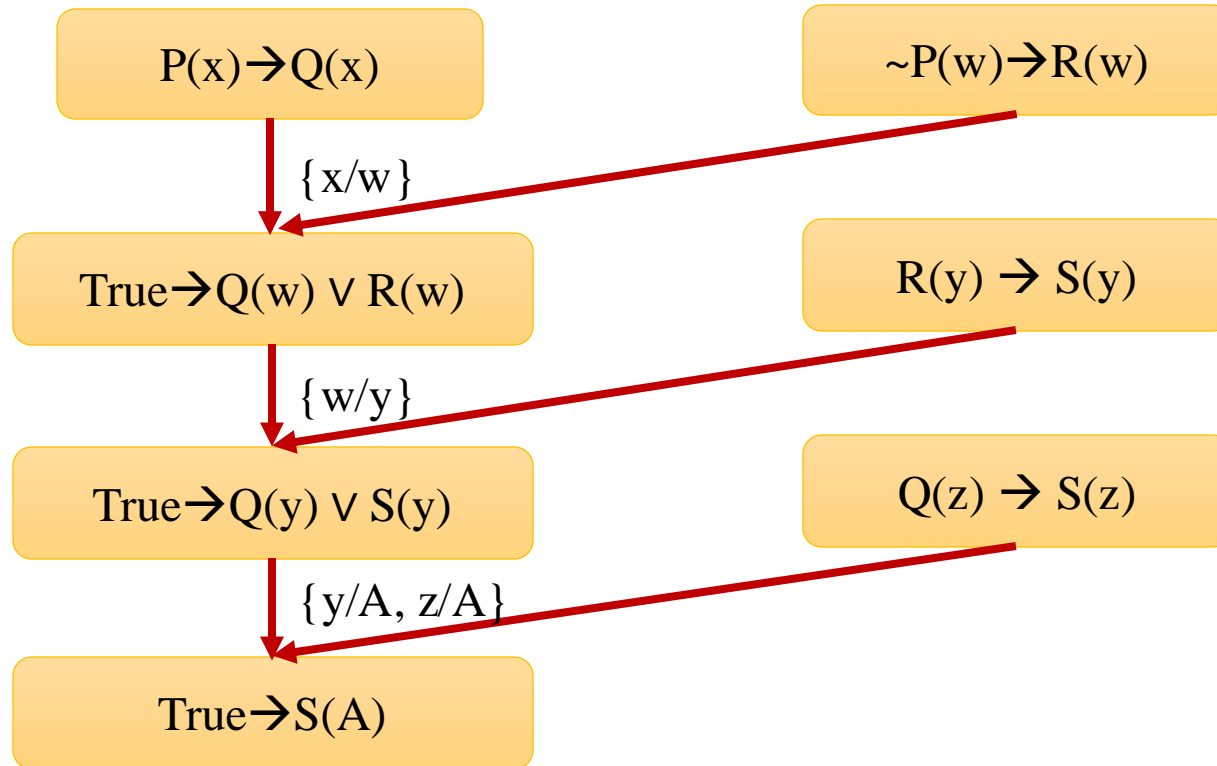 P(x)→Q(x)
~P(w)→R(w)
{x/w}
True→Q(w) ∨ R(w)
R(y) → S(y)
{w/y}
True→Q(y) ∨ S(y)
Q(z) → S(z)
{y/A, z/A}
True→S(A)